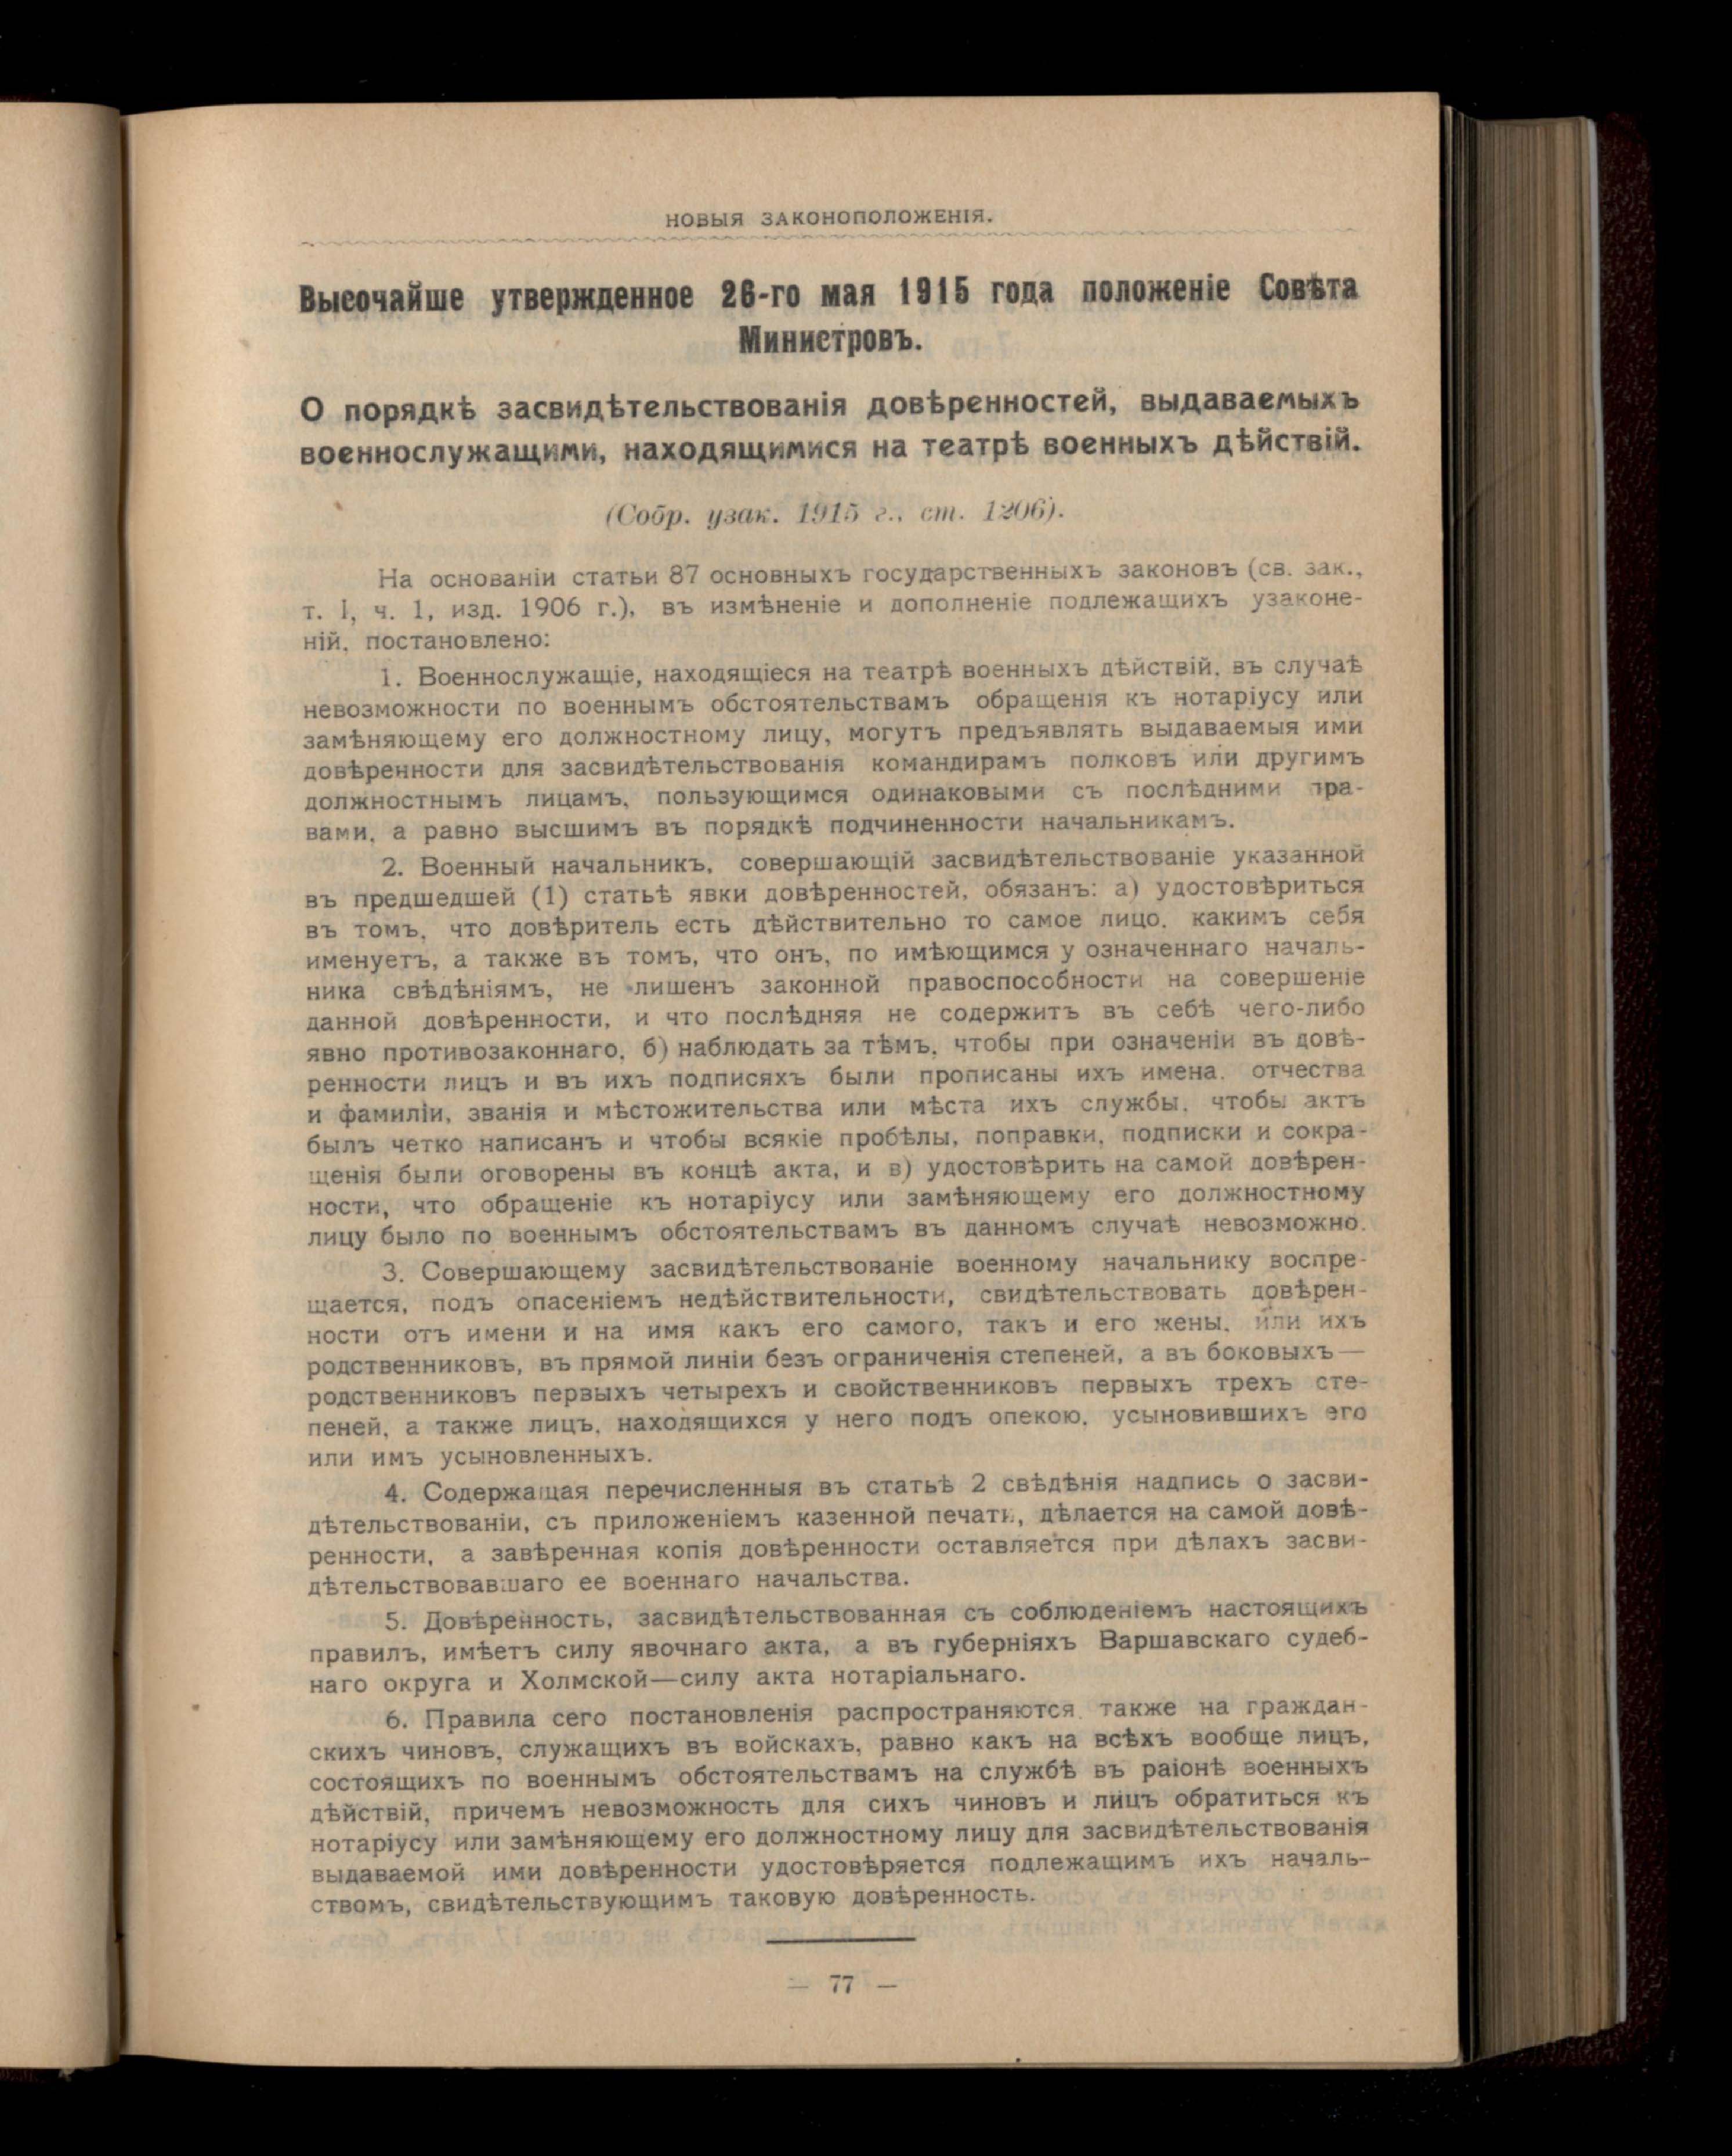 НОВЫЯ ЗАКОНОПОЛОЖЕНІЯ.
Высочайше утвержденное 26-го мая 1915 года положеніе Совѣта
Министровъ.
О порядкѣ засвидѣтельствованія довѣренностей, выдаваемыхъ
военнослужащими, находящимися на театрѣ военныхъ дѣйствій.
(Собр. узак. 1915 г., ст. 1206).
На основаніи статьи 87 основныхъ государственныхъ законовъ (св. зак.,
т. I, ч. 1, изд. 1906 г.), въ измѣненіе и дополненіе подлежащихъ узаконе-
ній, постановлено:
1. Военнослужащіе, находящіеся на театрѣ военныхъ дѣйствій, въ случаѣ
невозможности по военнымъ обстоятельствамъ обращенія къ нотаріусу или
замѣняющему его должностному лицу, могутъ предъявлять выдаваемыя ими
довѣренности для засвидѣтельствованія командирамъ полковъ или другимъ
должностнымъ лицамъ, пользующимся одинаковыми съ послѣдними пра-
вами, а равно высшимъ въ порядкѣ подчиненности начальникамъ.
2. Военный начальникъ, совершающій засвидѣтельствованіе указанной
въ предшедшей (1) статьѣ явки довѣренностей, обязанъ: а) удостовѣриться
въ томъ, что довѣритель есть дѣйствительно то самое лицо, какимъ себя
именуетъ, а также въ томъ, что онъ, по имѣющимся у означеннаго началь-
ника свѣдѣніямъ, не лишенъ законной правоспособности на совершеніе
данной довѣренности, и что послѣдняя не содержитъ въ себѣ чего-либо
явно противозаконнаго, б) наблюдать за тѣмъ, чтобы при означеніи въ довѣ-
ренности лицъ и въ ихъ подписяхъ были прописаны ихъ имена, отчества
и фамиліи, званія и мѣстожительства или мѣста ихъ службы, чтобы актъ
былъ четко написанъ и чтобы всякіе пробѣлы, поправки, подписки и сокра-
щенія были оговорены въ концѣ акта, и в) удостовѣрить на самой довѣрен-
ности, что обращеніе къ нотаріусу или замѣняющему его должностному
лицу было по военнымъ обстоятельствамъ въ данномъ случаѣ невозможно.
3. Совершающему засвидѣтельствованіе военному начальнику воспре-
щается, подъ опасеніемъ недѣйствительности, свидѣтельствовать довѣрен-
ности отъ имени и на имя какъ его самого, такъ и его жены, или ихъ
родственниковъ, въ прямой линіи безъ ограниченія степеней, а въ боковыхъ—
родственниковъ первыхъ четырехъ и свойственниковъ первыхъ трехъ сте-
пеней, а также лицъ, находящихся у него подъ опекою, усыновившихъ его
или имъ усыновленныхъ.
4. Содержащая перечисленныя въ статьѣ 2 свѣдѣнія надпись о засви-
дѣтельствованіи, съ приложеніемъ казенной печати, дѣлается на самой довѣ-
ренности, а завѣренная копія довѣренности оставляется при дѣлахъ засви-
дѣтельствовавшаго ее военнаго начальства.
5. Довѣренность, засвидѣтельствованная съ соблюденіемъ настоящихъ
правилъ, имѣетъ силу явочнаго акта, а въ губерніяхъ Варшавскаго судеб-
наго округа и Холмской—силу акта нотаріальнаго.
6. Правила сего постановленія распространяются также на граждан-
скихъ чиновъ, служащихъ въ войскахъ, равно какъ на всѣхъ вообще лицъ,
состоящихъ по военнымъ обстоятельствамъ на службѣ въ раіонѣ военныхъ
дѣйствій, причемъ невозможность для сихъ чиновъ и лицъ обратиться къ
нотаріусу или замѣняющему его должностному лицу для засвидѣтельствованія
выдаваемой ими довѣренности удостовѣряется подлежащимъ ихъ началь-
ствомъ, свидѣтельствующимъ таковую довѣренность.
— 77 —